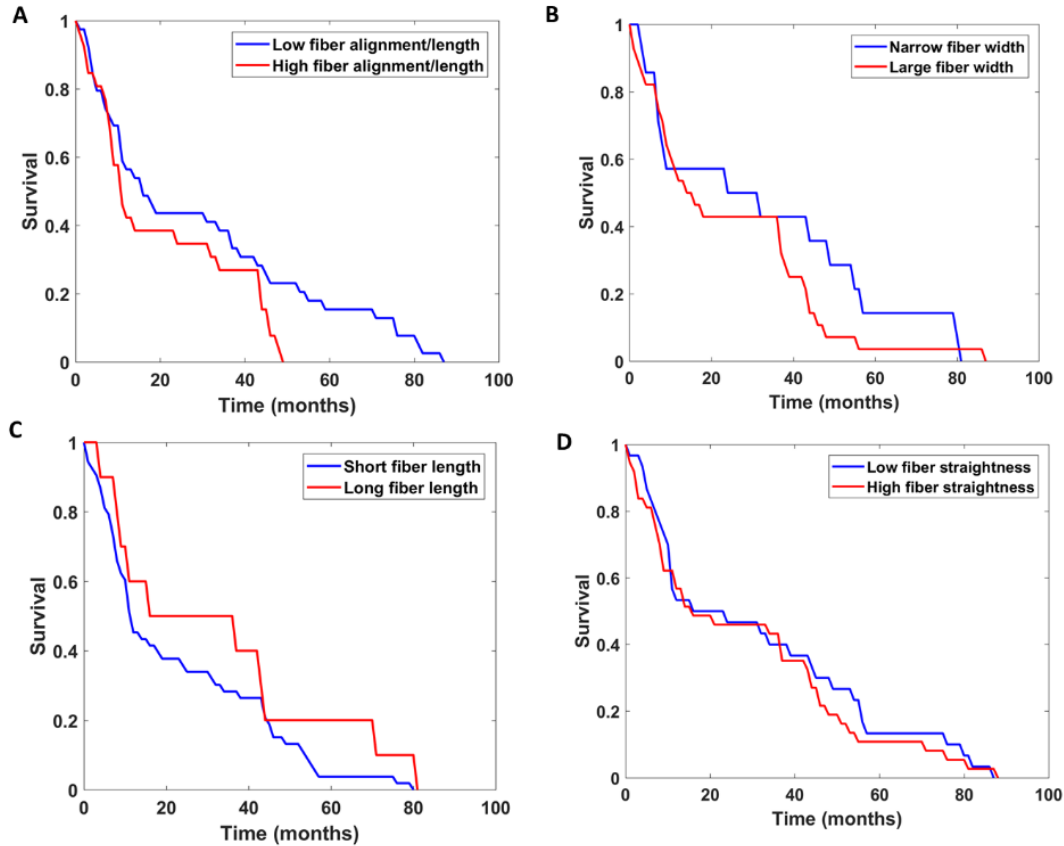 A
1
0.8
0.6
0.4
0.2
0
Survival
Low fiber alignment/length
High fiber alignment/length
0
20
40
60
80
100
Time (months)
B
1
0.8
0.6
0.4
0.2
0
Survival
Narrow fiber width
Large fiber width
0
20
40
60
80
100
Time (months)
C
1
0.8
0.6
0.4
0.2
0
Survival
Short fiber length
Long fiber length
0
20
40
60
80
100
Time (months)
D
1
0.8
0.6
0.4
0.2
0
Survival
Low fiber straightness
High fiber straightness
0
20
40
60
80
100
Time (months)